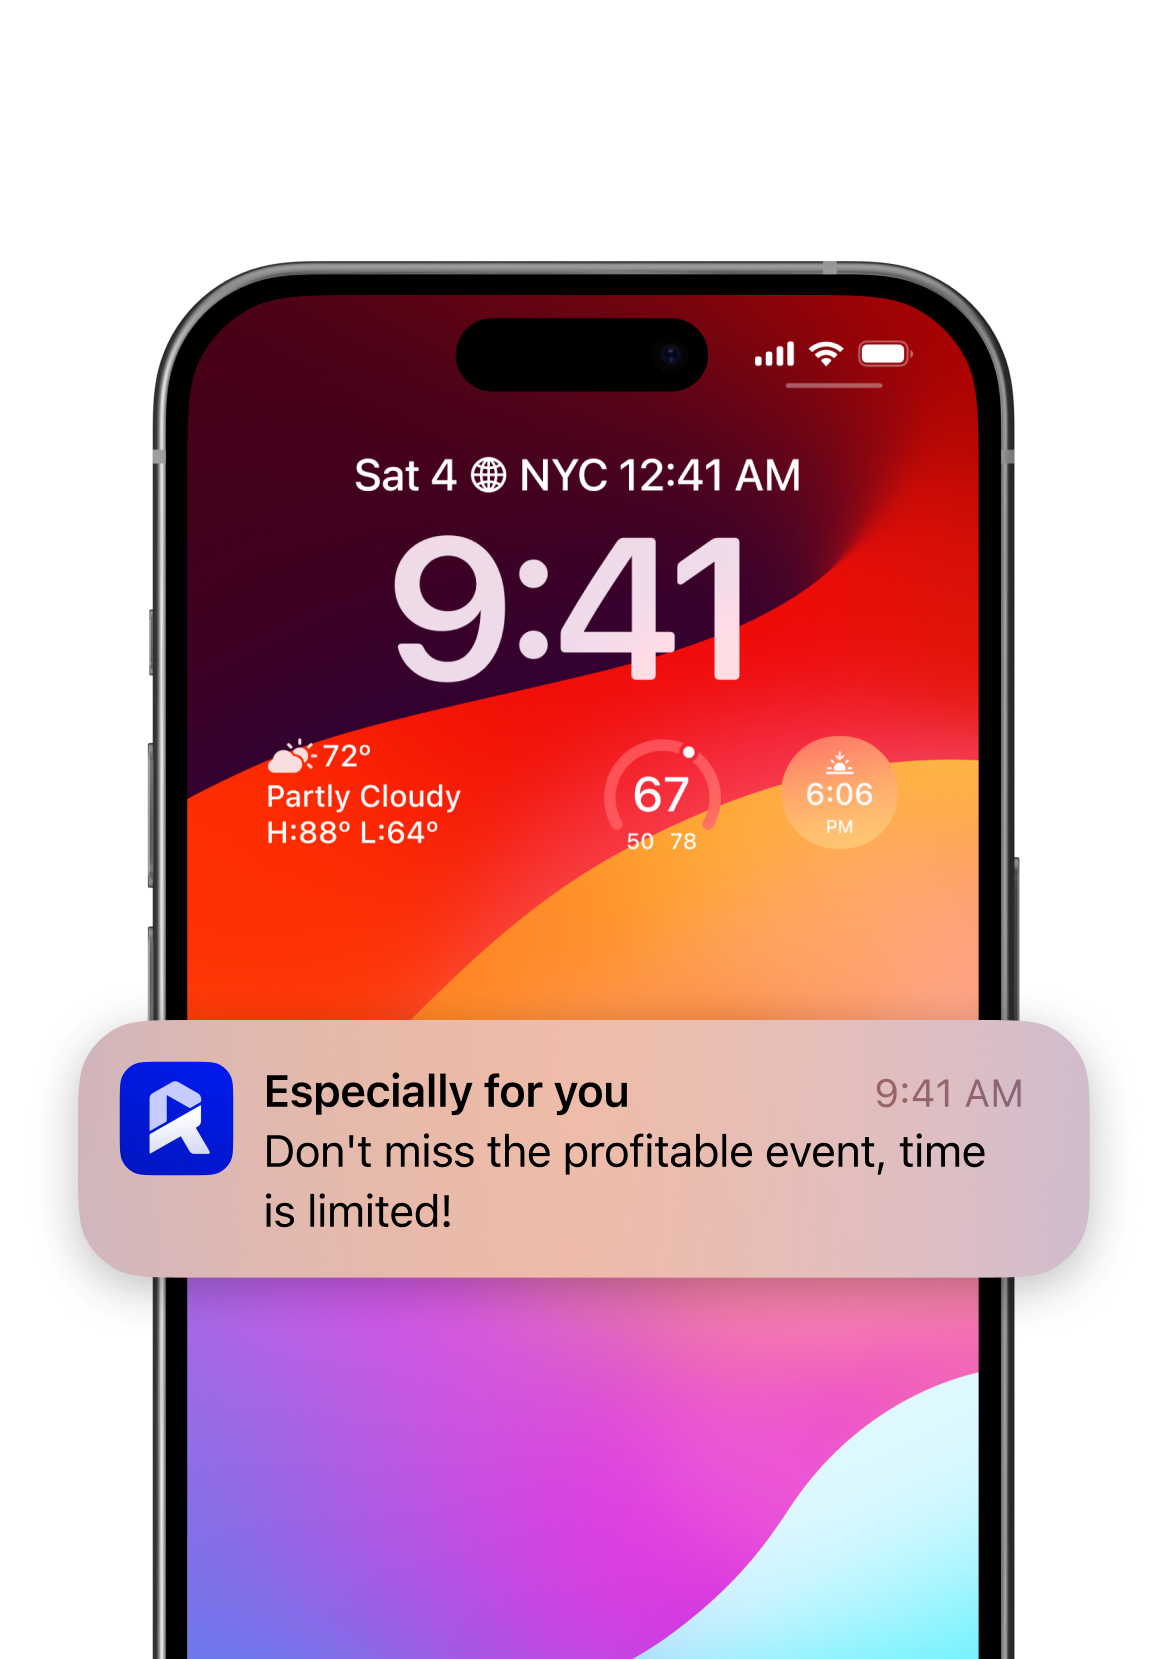 Sat 4 NYC 12:41 AM
9:41
72°
Partly Cloudy
H:88° L:64°
67
50 78
6:06
PM
Especially for you
9:41 AM
Don't miss the profitable event, time
is limited!